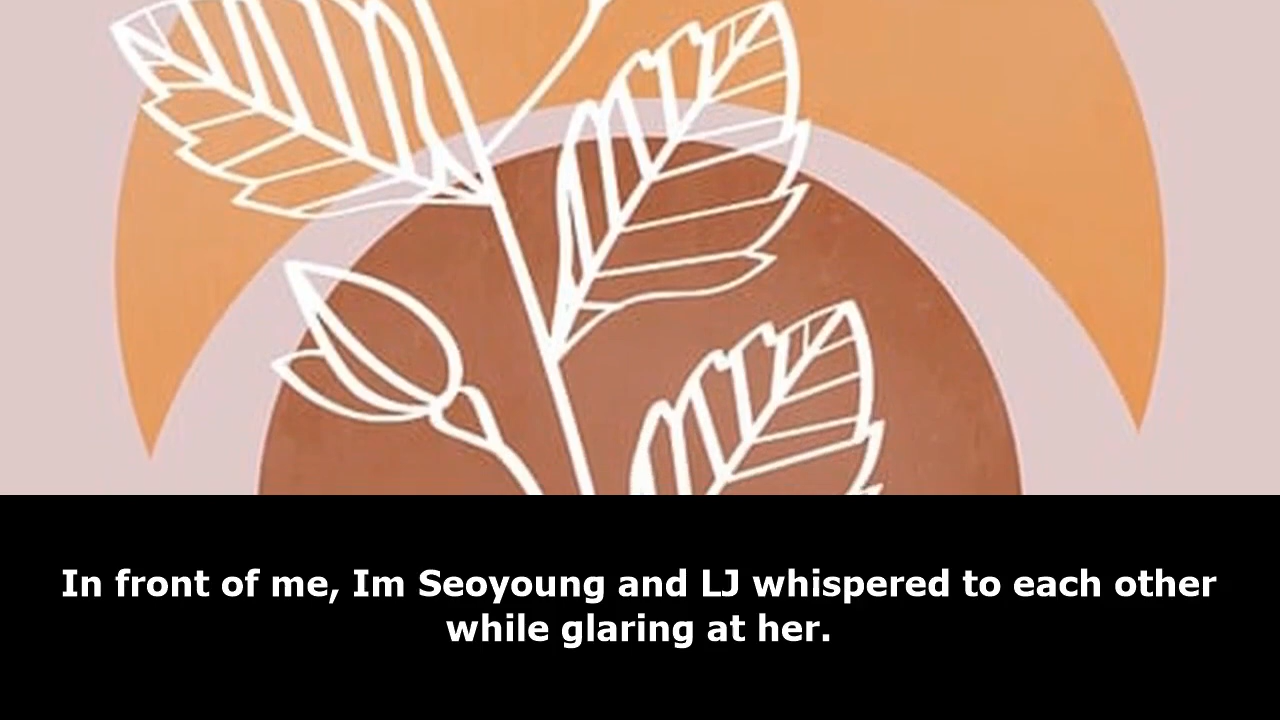 In front of me, Im Seoyoung and LJ whispered to each other
while glaring at her.